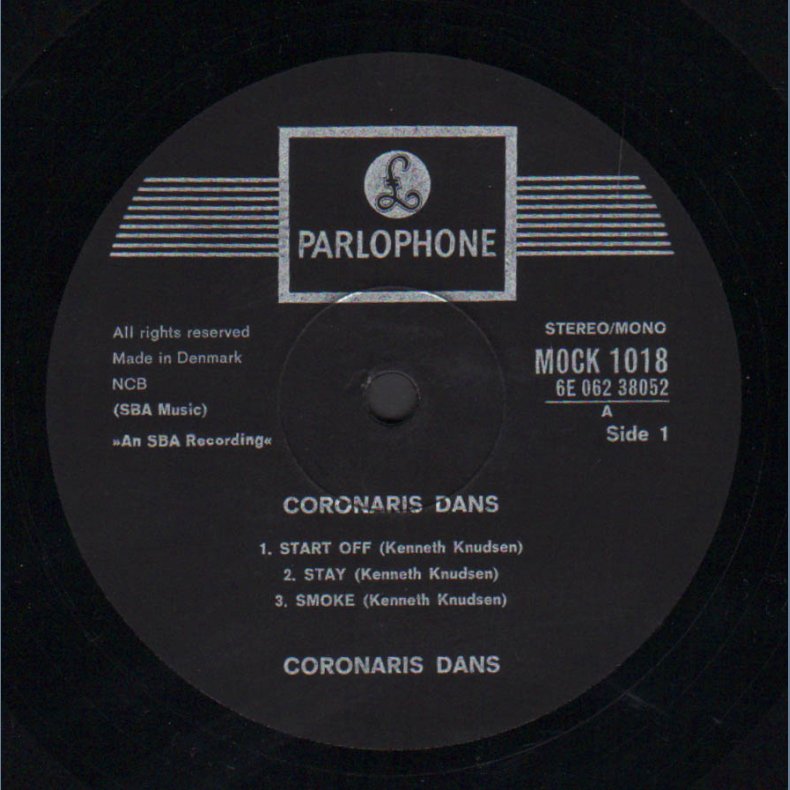 £
PARLOPHONE
All rights reserved
Made in Denmark
NCB
(SBA Music)
»An SBA Recording«
STEREO/MONO
MOCK 1018
6E 062 38052
A
Side 1
CORONARIS DANS
1. START OFF (Kenneth Knudsen)
2. STAY (Kenneth Knudsen)
3. SMOKE (Kenneth Knudsen)
CORONARIS DANS